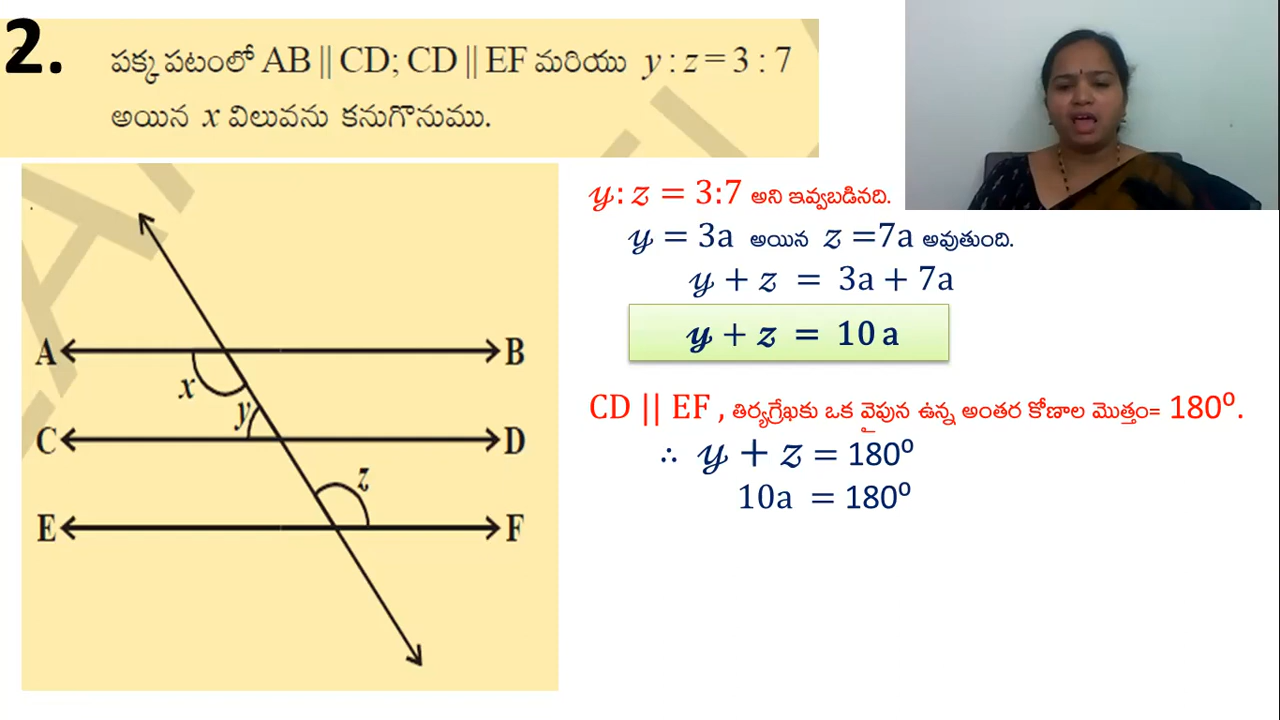 2.
పక్క పటంలో AB || CD; CD || EF మరియు y : z = 3 : 7
అయిన x విలువను కనుగొనుము.
y : z = 3:7 అని ఇవ్వబడినది.
y = 3a అయిన z =7a అవుతుంది.
y + z = 3a + 7a
y + z = 10 a
CD || EF , తిర్యగ్రేఖకు ఒక వైపున ఉన్న అంతర కోణాల మొత్తం= 180⁰.
∴ y + z = 180⁰
10a = 180⁰
A B
x
y
C D
z
E F